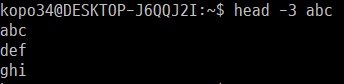 kopo34@DESKTOP-J6QQJ2I:~$ head -3 abc
abc
def
ghi